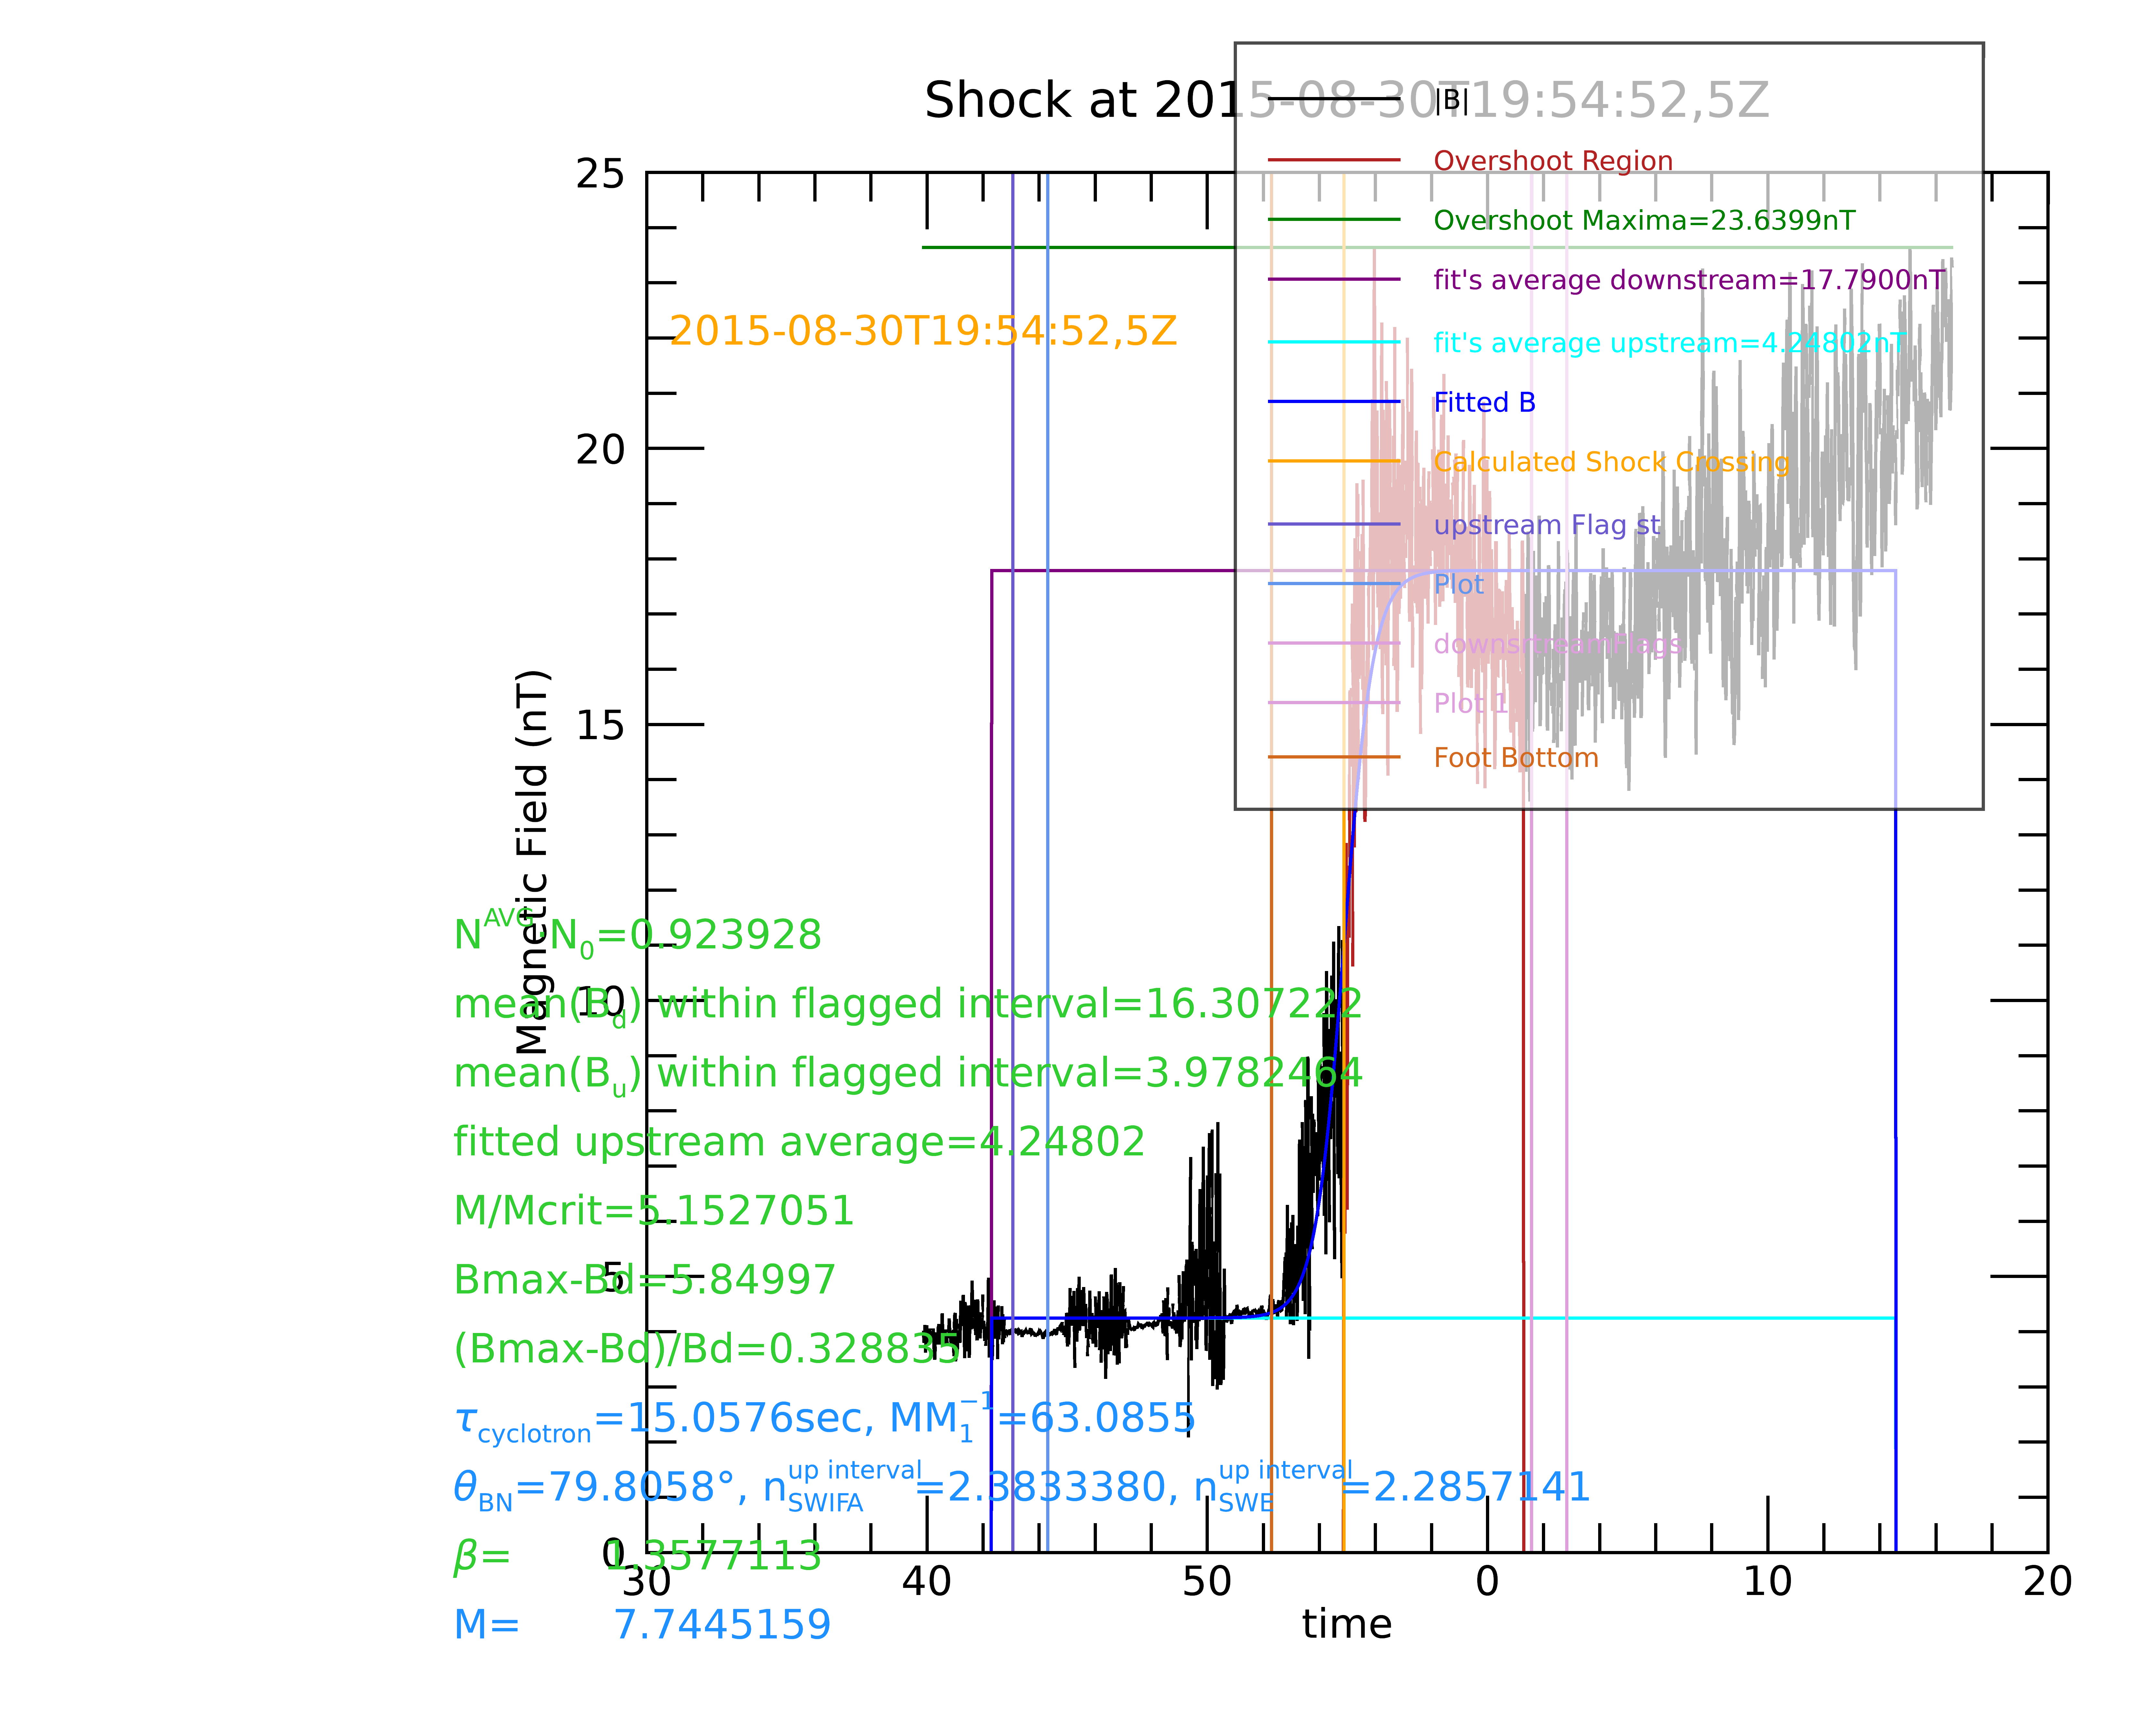 Shock at 2015-08-30T19:54:52,5Z
|B|
Overshoot Region
Overshoot Maxima=23.6399nT
fit's average downstream=17.7900nT
fit's average upstream=4.24802nT
Fitted B
Calculated Shock Crossing
upstream Flag st
Plot
downsrtreamFlags
Plot 1
Foot Bottom
2015-08-30T19:54:52,5Z
Magnetic Field (nT)
25
20
15
10
5
0
N^AVG·N_0=0.923928
mean(B_d) within flagged interval=16.307222
mean(B_u) within flagged interval=3.9782464
fitted upstream average=4.24802
M/Mcrit=5.1527051
Bmax-Bd=5.84997
(Bmax-Bd)/Bd=0.328835
τ_cyclotron=15.0576sec, MM_1^−1=63.0855
θ_BN=79.8058°, n_SWIFA^up interval=2.3833380, n_SWE^up interval=2.2857141
β= 1.3577113
M= 7.7445159
30 40 50 0 10 20
time